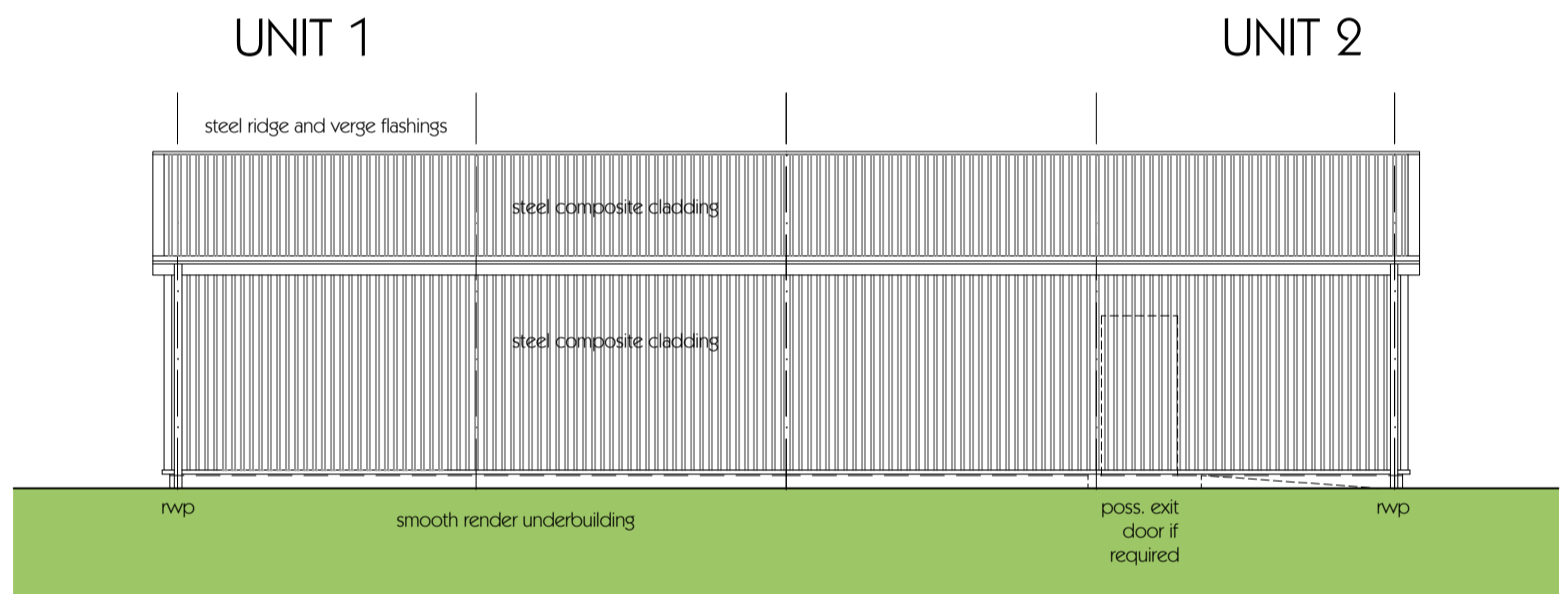 UNIT 1
UNIT 2
steel ridge and verge flashings
steel composite cladding
steel composite cladding
rwp
smooth render underbuilding
poss. exit
door if
required
rwp